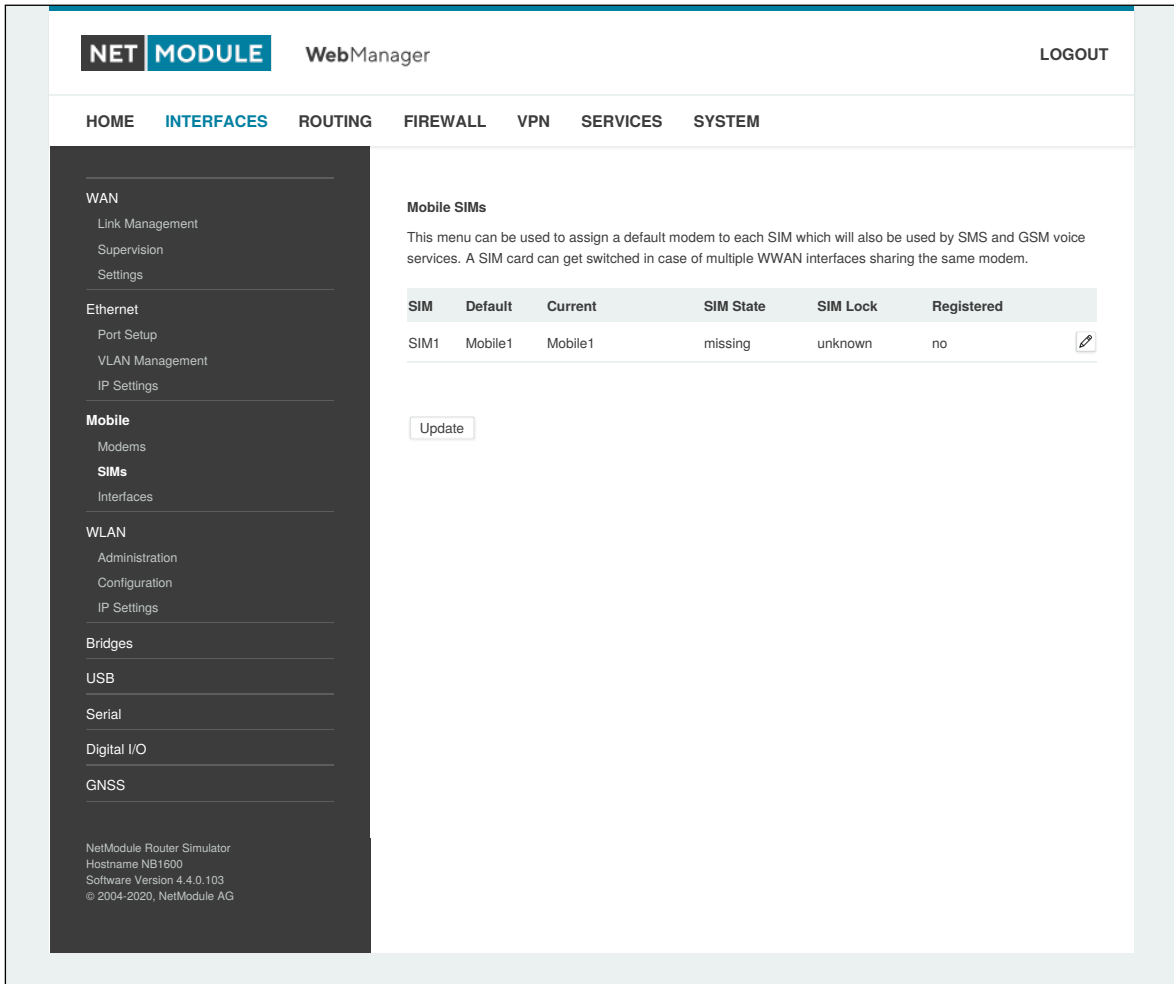 NET MODULE WebManager LOGOUT
HOME INTERFACES ROUTING FIREWALL VPN SERVICES SYSTEM
WAN
Link Management
Supervision
Settings
Ethernet
Port Setup
VLAN Management
IP Settings
Mobile
Modems
SIMs
Interfaces
WLAN
Administration
Configuration
IP Settings
Bridges
USB
Serial
Digital I/O
GNSS
NetModule Router Simulator
Hostname NB1600
Software Version 4.4.0.103
© 2004-2020, NetModule AG
Mobile SIMs
This menu can be used to assign a default modem to each SIM which will also be used by SMS and GSM voice
services. A SIM card can get switched in case of multiple WWAN interfaces sharing the same modem.
SIM Default Current SIM State SIM Lock Registered
SIM1 Mobile1 Mobile1 missing unknown no
Update